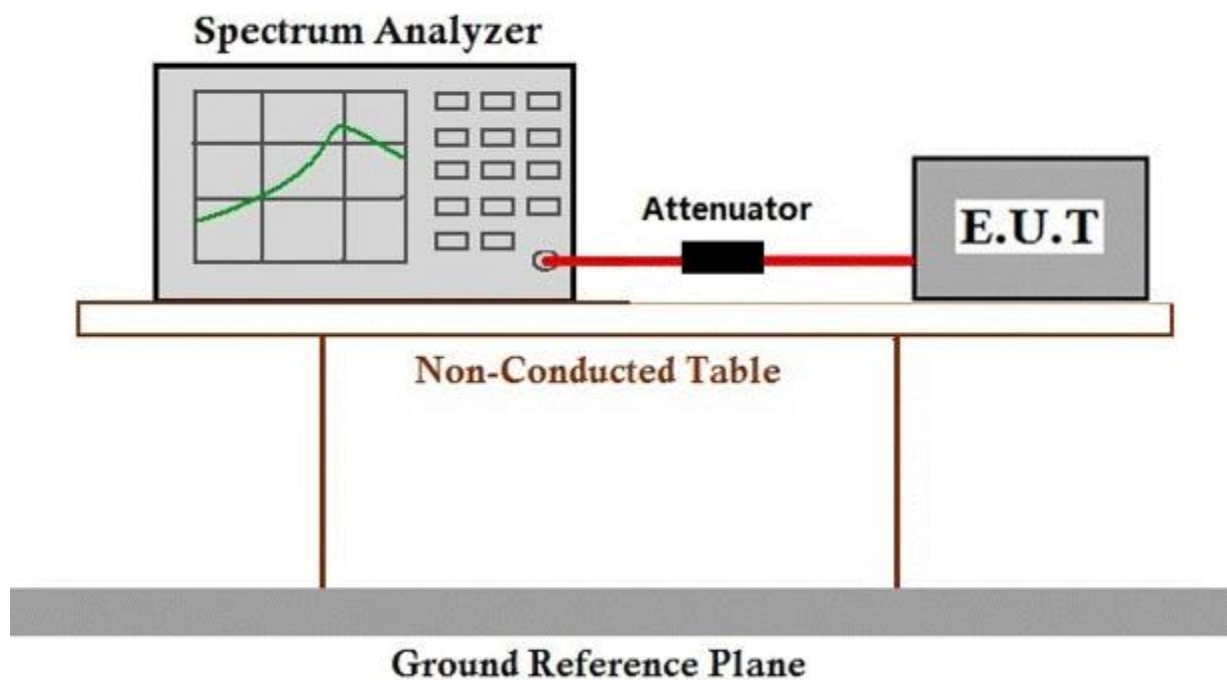 Spectrum Analyzer
Attenuator
E.U.T
Non-Conducted Table
Ground Reference Plane